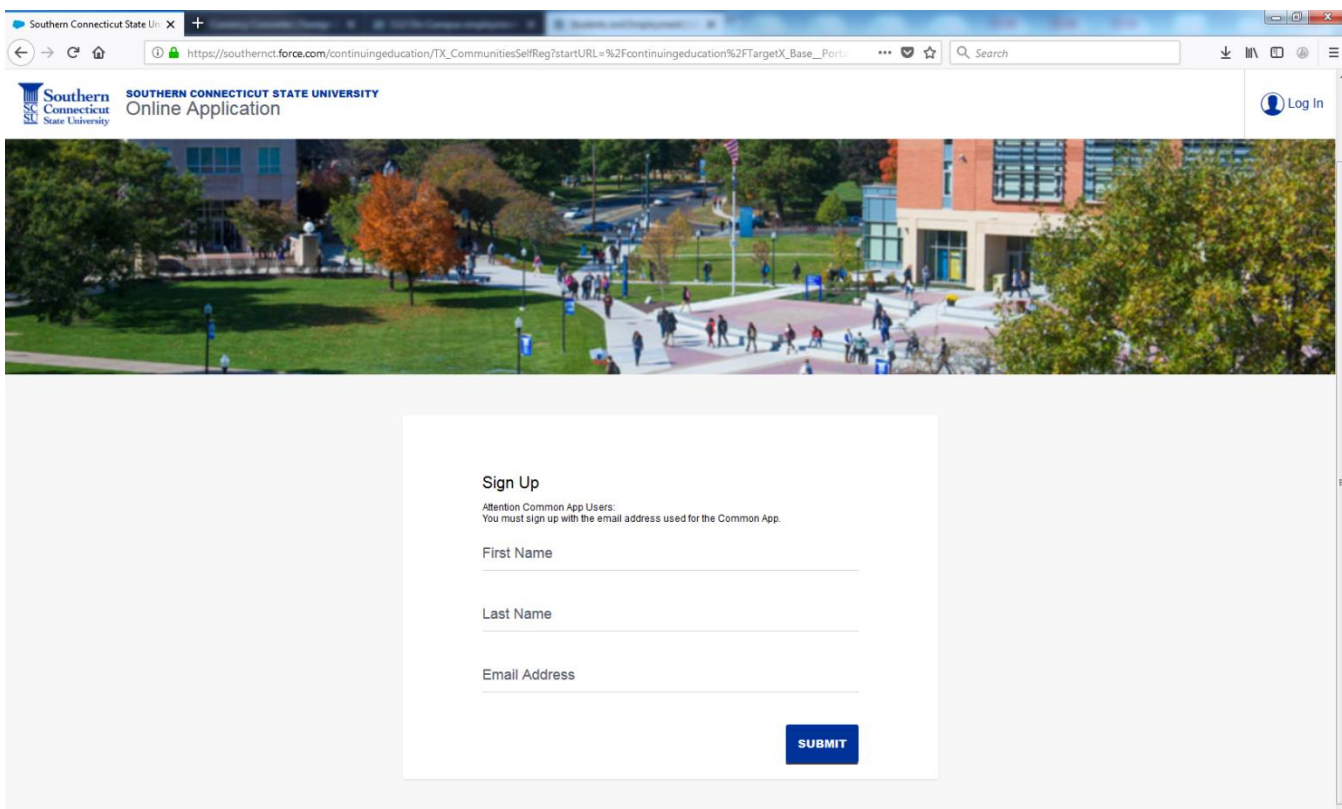 Southern Connecticut State Un
https://southernct.force.com/continuingeducation/TX_CommunitiesSelfReg?startURL=%2Fcontinuingeducation%2FTargetX_Base__Porta
Search
Southern
Connecticut
State University
SC
SU
SOUTHERN CONNECTICUT STATE UNIVERSITY
Online Application
Log In
Sign Up
Attention Common App Users:
You must sign up with the email address used for the Common App.
First Name
Last Name
Email Address
SUBMIT